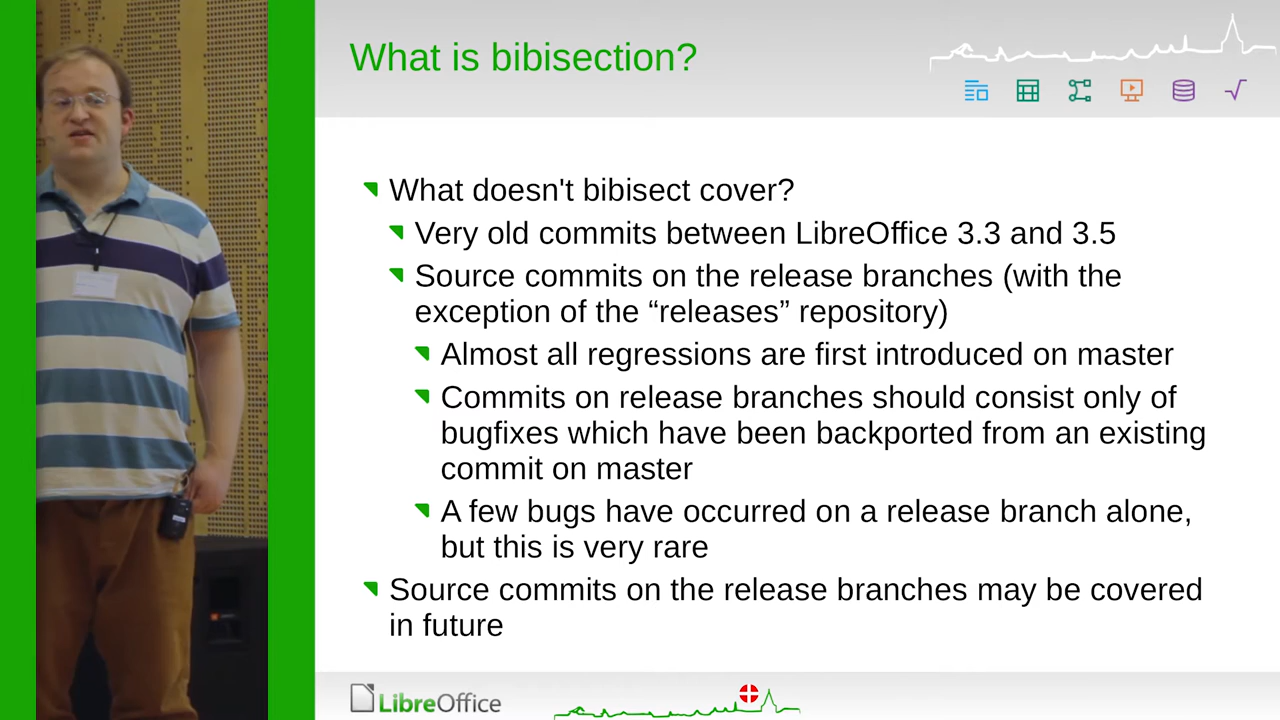 What is bibisection?
What doesn't bibisect cover?
Very old commits between LibreOffice 3.3 and 3.5
Source commits on the release branches (with the
exception of the “releases” repository)
Almost all regressions are first introduced on master
Commits on release branches should consist only of
bugfixes which have been backported from an existing
commit on master
A few bugs have occurred on a release branch alone,
but this is very rare
Source commits on the release branches may be covered
in future
LibreOffice